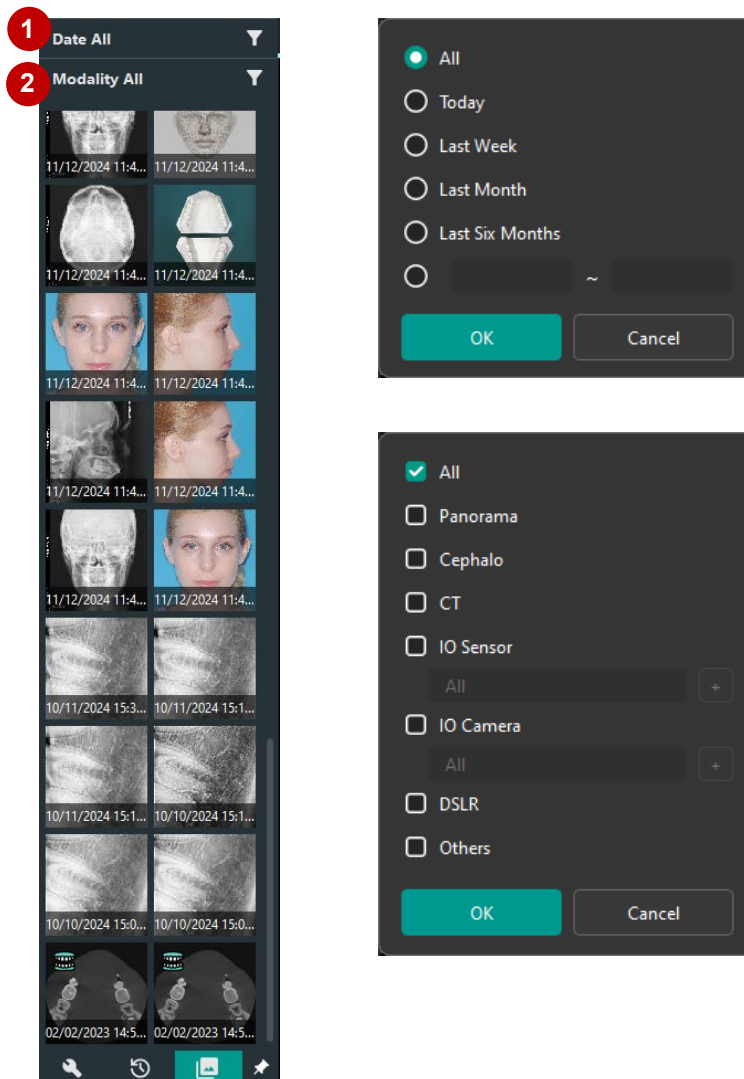 1
Date All
2
Modality All
11/12/2024 11:4... 11/12/2024 11:4...
11/12/2024 11:4... 11/12/2024 11:4...
11/12/2024 11:4... 11/12/2024 11:4...
11/12/2024 11:4... 11/12/2024 11:4...
11/12/2024 11:4... 11/12/2024 11:4...
10/11/2024 15:3... 10/11/2024 15:1...
10/11/2024 15:1... 10/10/2024 15:1...
10/10/2024 15:0... 10/10/2024 15:0...
02/02/2023 14:5... 02/02/2023 14:5...
All
Today
Last Week
Last Month
Last Six Months
~
OK Cancel
All
Panorama
Cephalo
CT
IO Sensor
All +
IO Camera
All +
DSLR
Others
OK Cancel